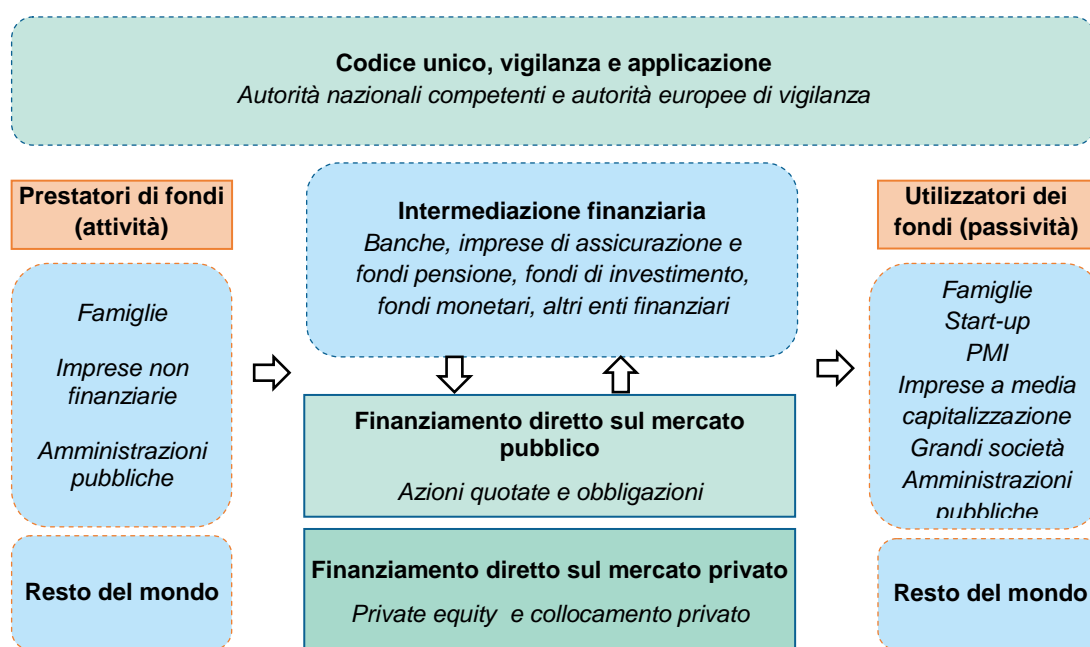 Codice unico, vigilanza e applicazione
Autorità nazionali competenti e autorità europee di vigilanza
Prestatori di fondi
(attività)
Famiglie
Imprese non
finanziarie
Amministrazioni
pubbliche
Resto del mondo
Intermediazione finanziaria
Banche, imprese di assicurazione e
fondi pensione, fondi di investimento,
fondi monetari, altri enti finanziari
Finanziamento diretto sul mercato
pubblico
Azioni quotate e obbligazioni
Finanziamento diretto sul mercato privato
Private equity e collocamento privato
Utilizzatori dei
fondi (passività)
Famiglie
Start-up
PMI
Imprese a media
capitalizzazione
Grandi società
Amministrazioni
pubbliche
Resto del mondo